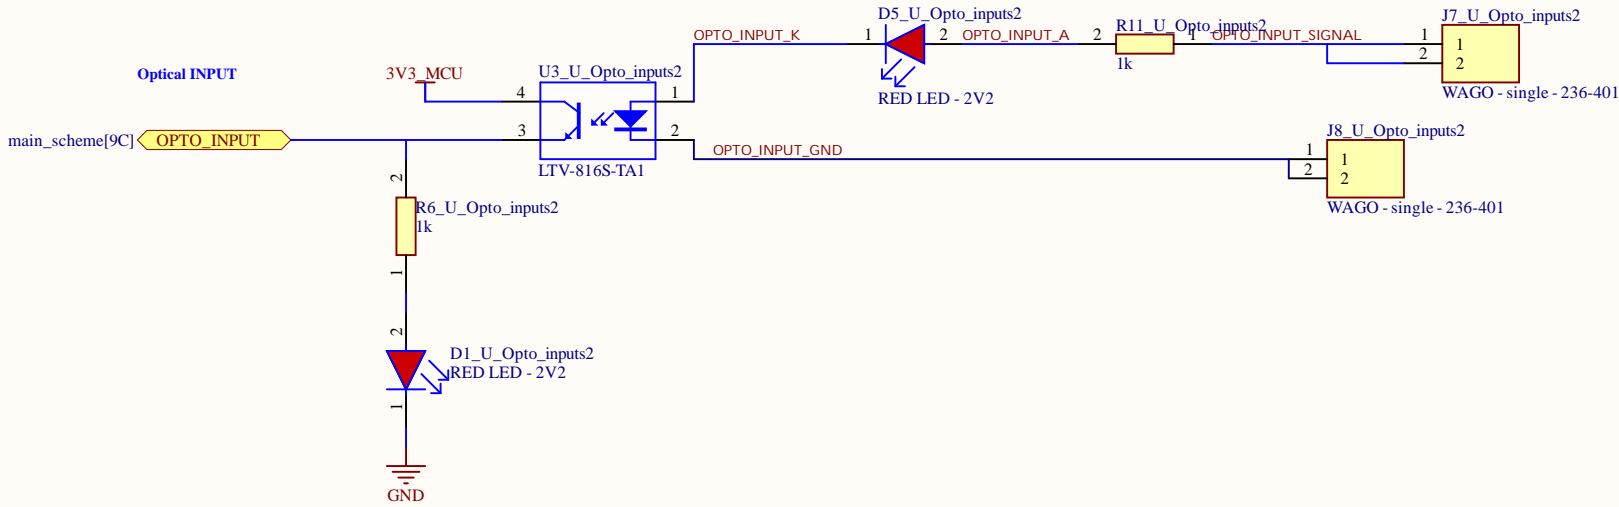 D5_U_Opto_inputs2
J7_U_Opto_inputs2
R11_U_Opto_inputs2
OPTO_INPUT_K
1
2
OPTO_INPUT_A
2
1
OPTO_INPUT_SIGNAL
1
1
2
2
Optical INPUT
3V3_MCU
U3_U_Opto_inputs2
1k
RED LED - 2V2
WAGO - single - 236-401
4
1
3
2
main_scheme[9C]
OPTO_INPUT
OPTO_INPUT_GND
LTV-816S-TA1
J8_U_Opto_inputs2
1
1
2
2
WAGO - single - 236-401
2
R6_U_Opto_inputs2
1k
1
2
D1_U_Opto_inputs2
RED LED - 2V2
1
GND